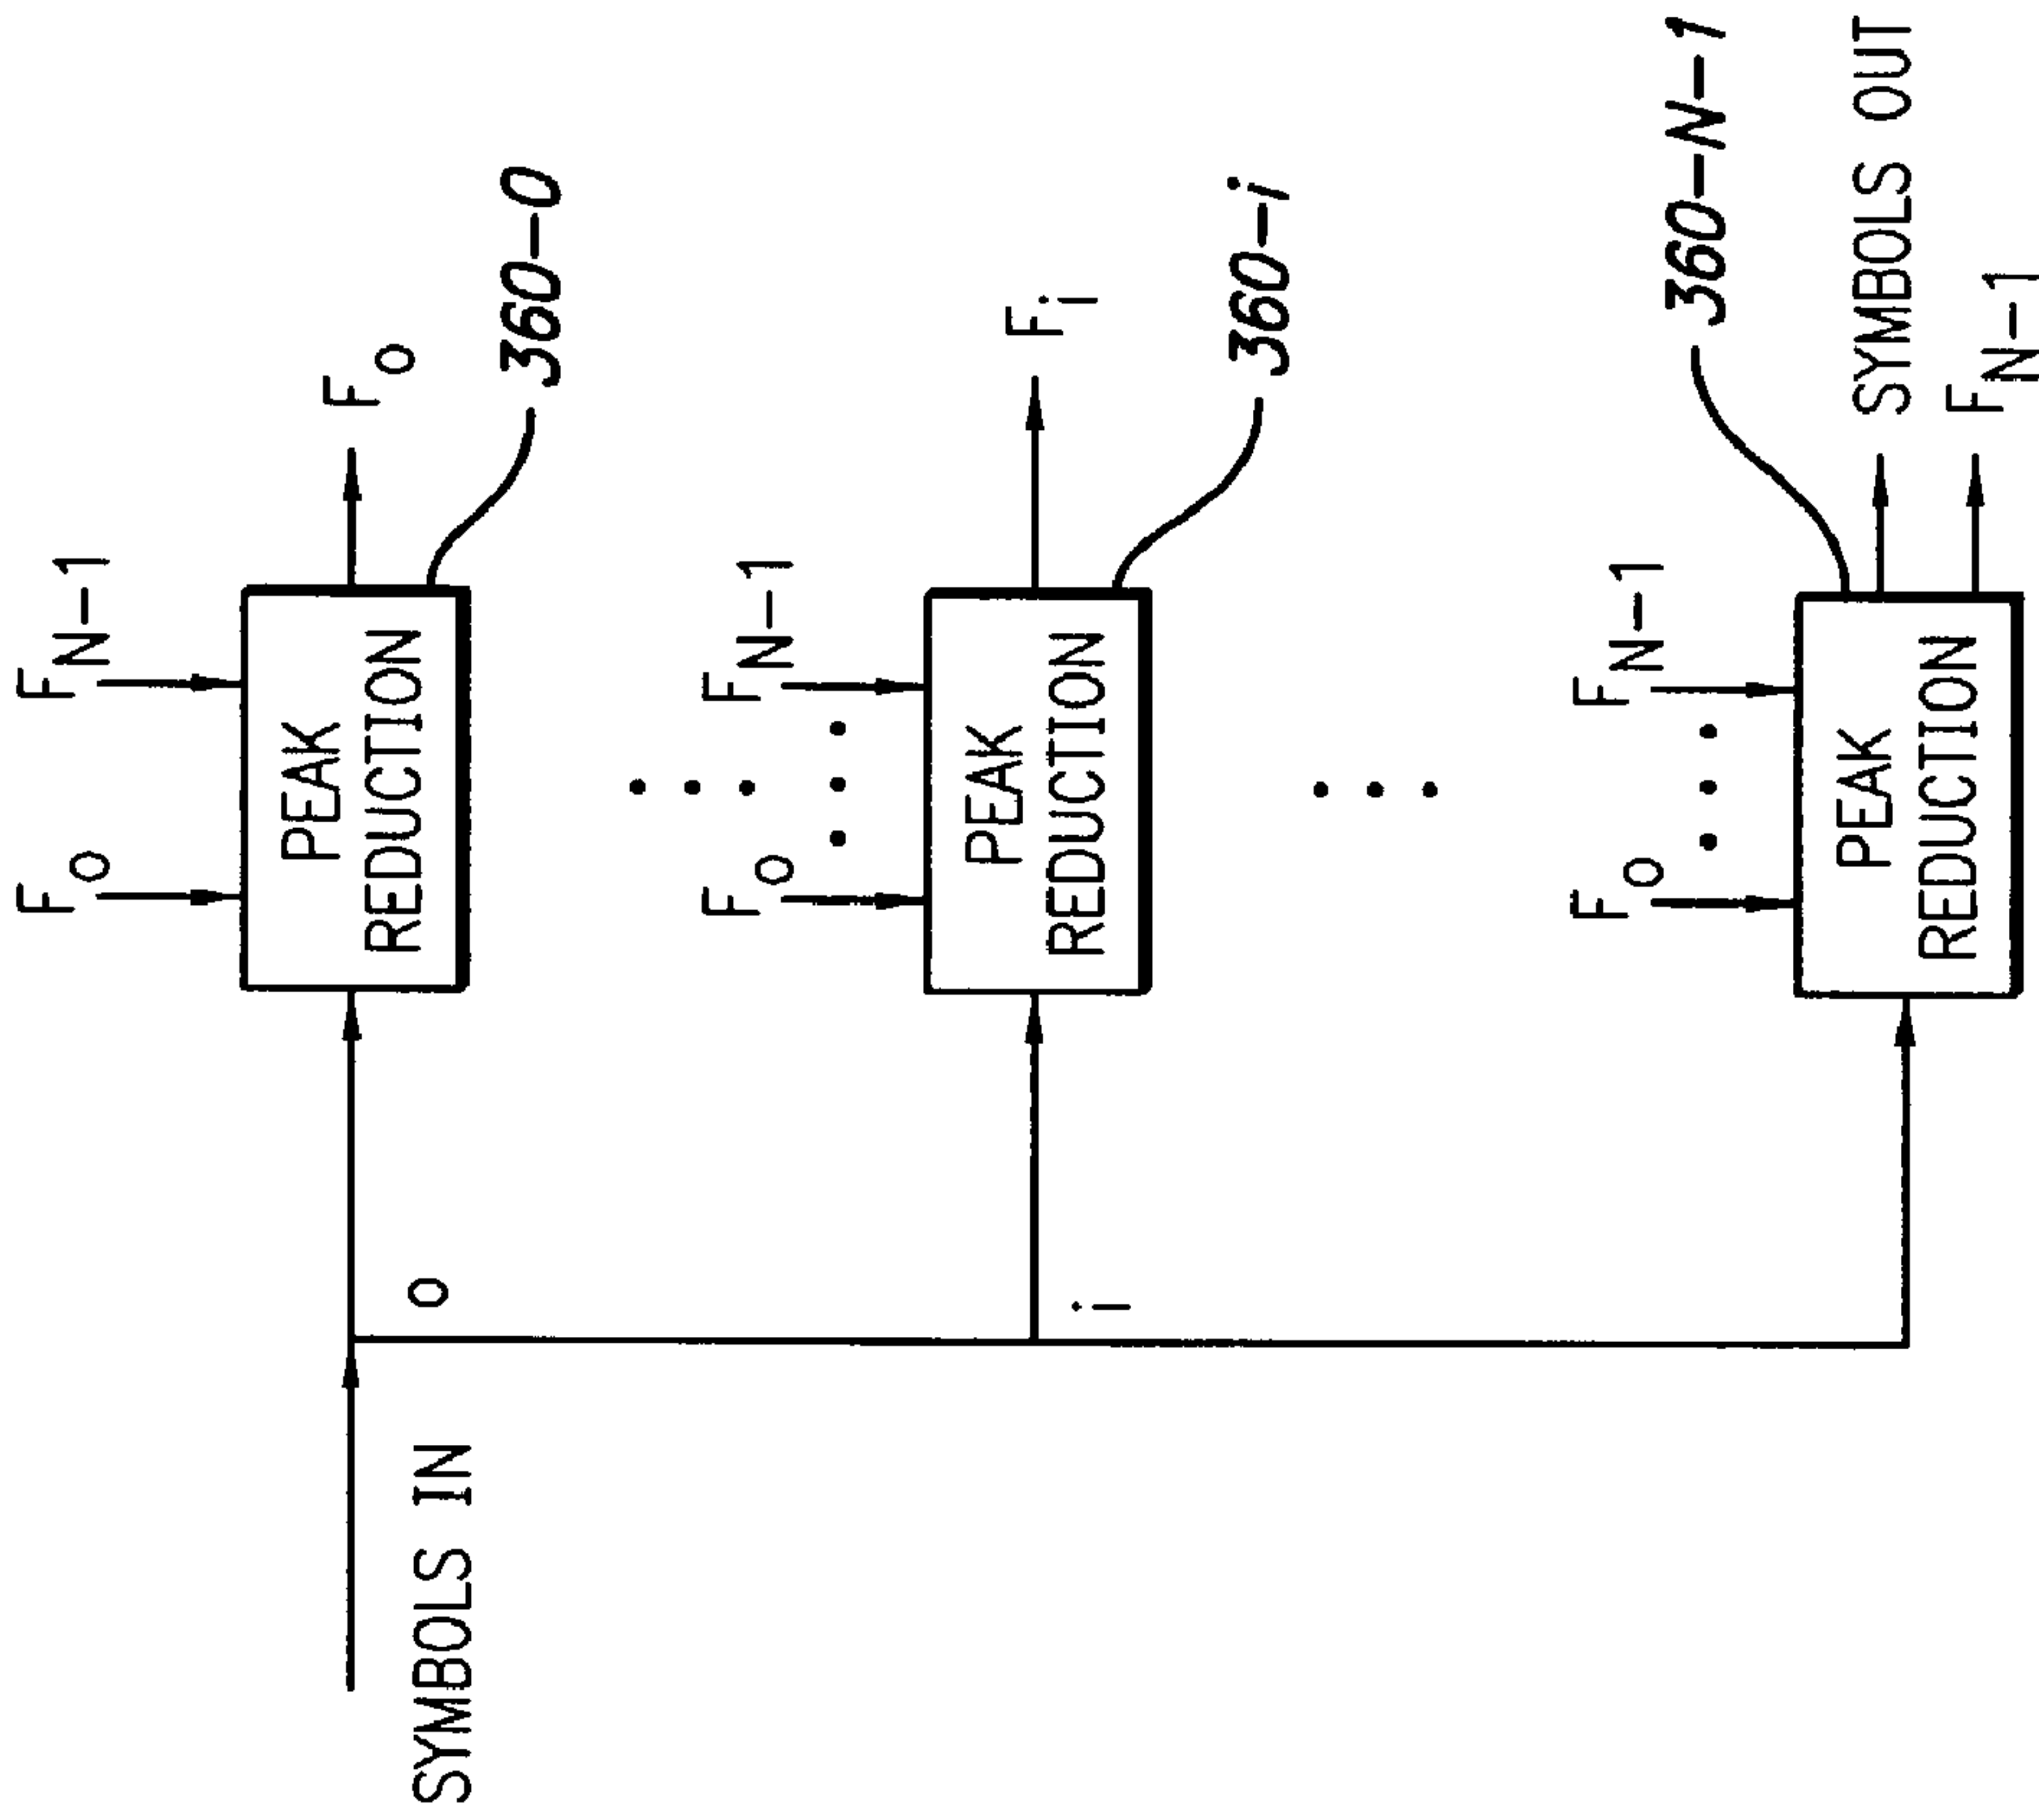 F0 FN-1
PEAK
REDUCTION
F0
SYMBOLS IN
0
360-0
F0 FN-1
PEAK
REDUCTION
Fi
i
360-i
F0 FN-1
360-N-1
PEAK
REDUCTION
SYMBOLS OUT
FN-1